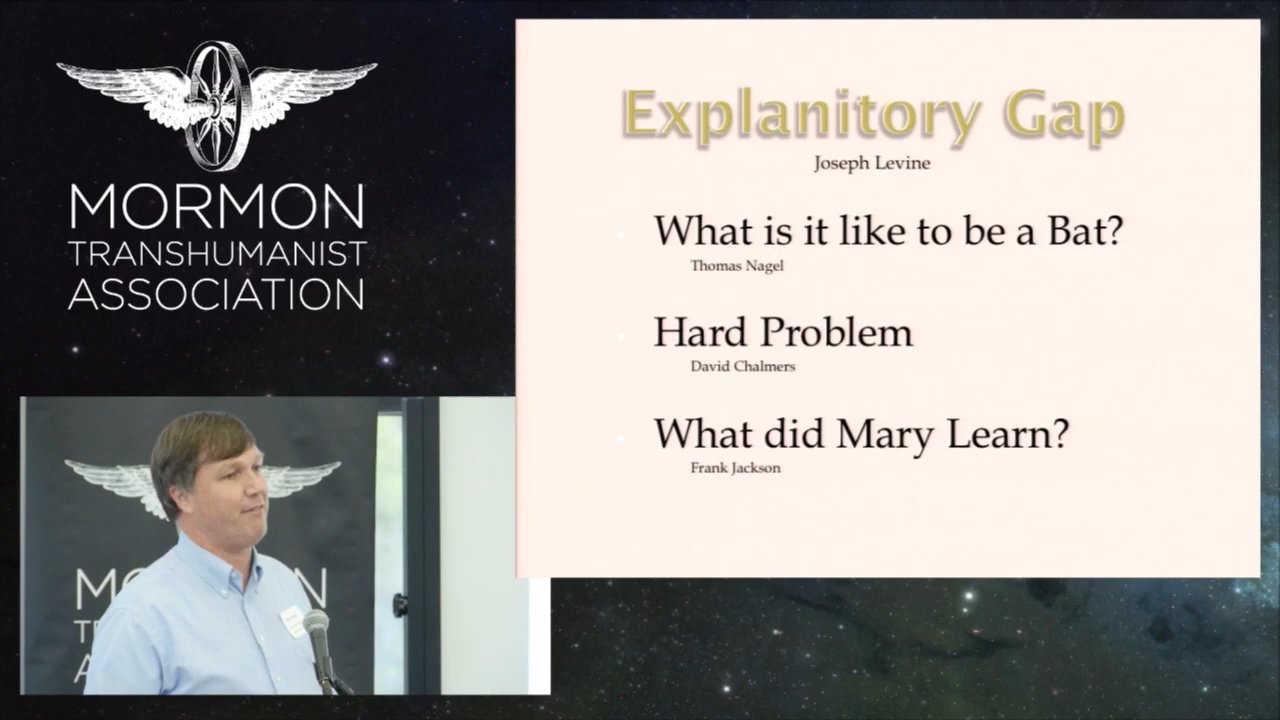 MORMON
TRANSHUMANIST
ASSOCIATION
Explanitory Gap
Joseph Levine
What is it like to be a Bat?
Thomas Nagel
Hard Problem
David Chalmers
What did Mary Learn?
Frank Jackson